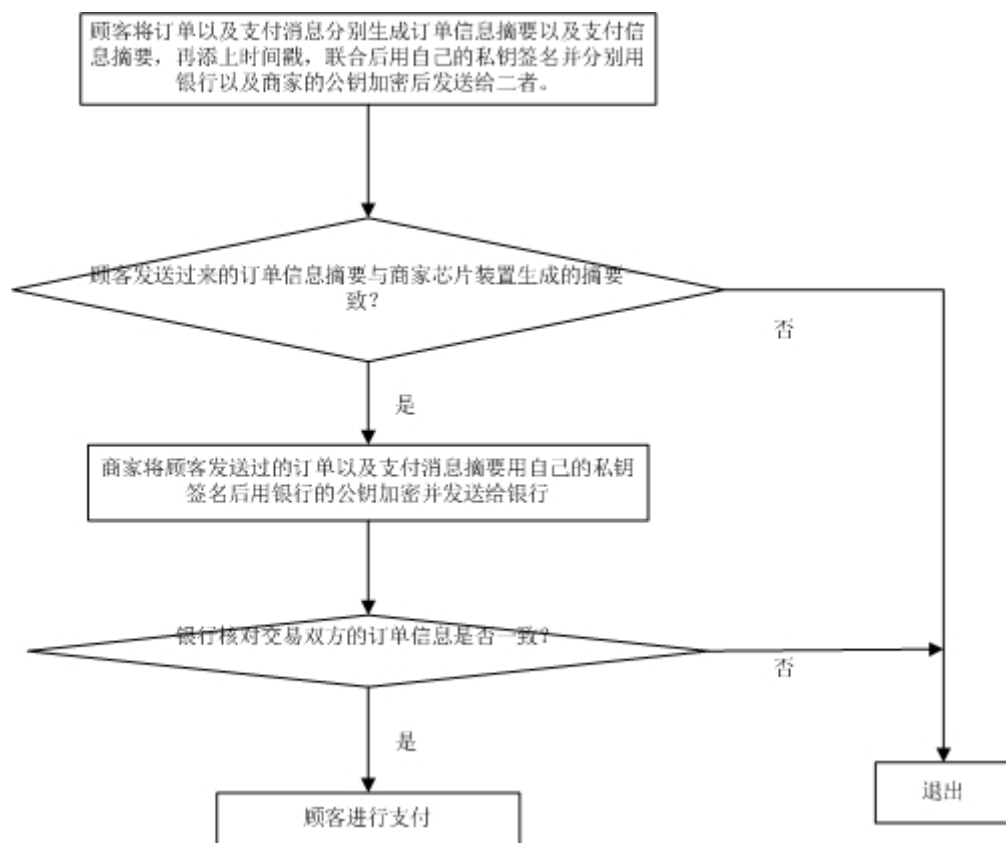 顾客将订单以及支付消息分别生成订单信息摘要以及支付信
息摘要，再添上时间戳，联合后用自己的私钥签名并分别用
银行以及商家的公钥加密后发送给二者。
顾客发送过来的订单信息摘要与商家芯片装置生成的摘要
致？
否
是
商家将顾客发送过的订单以及支付消息摘要用自己的私钥
签名后用银行的公钥加密并发送给银行
银行核对交易双方的订单信息是否一致？
否
是
退出
顾客进行支付